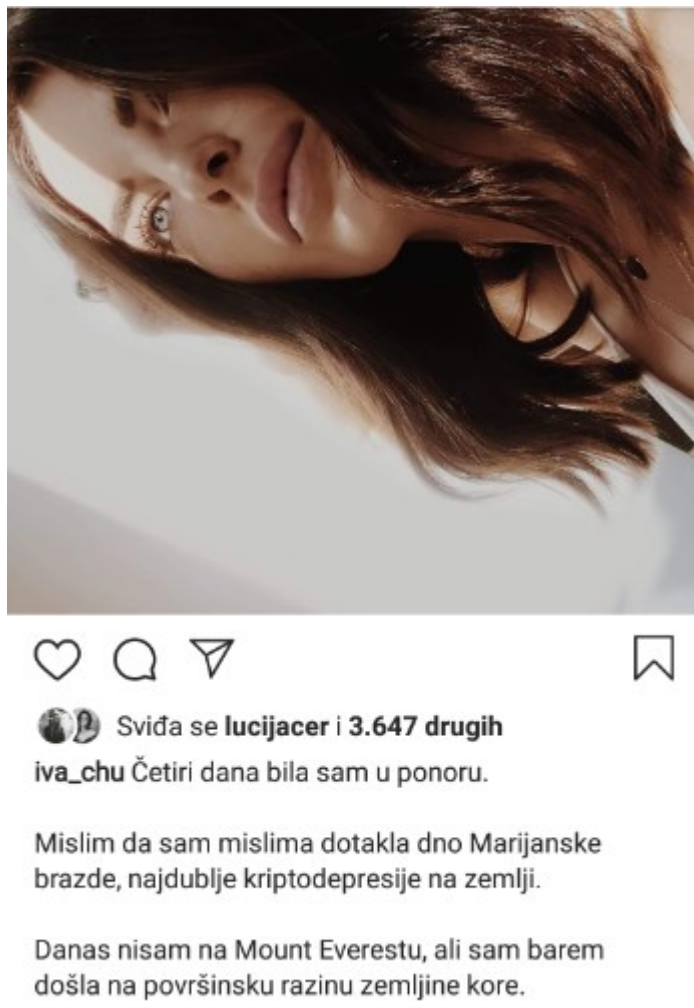 Sviđa se lucijacer i 3.647 drugih
iva_chu Četiri dana bila sam u ponoru.
Mislim da sam mislima dotakla dno Marijanske
brazde, najdublje kriptodepresije na zemlji.
Danas nisam na Mount Everestu, ali sam barem
došla na površinsku razinu zemljine kore.